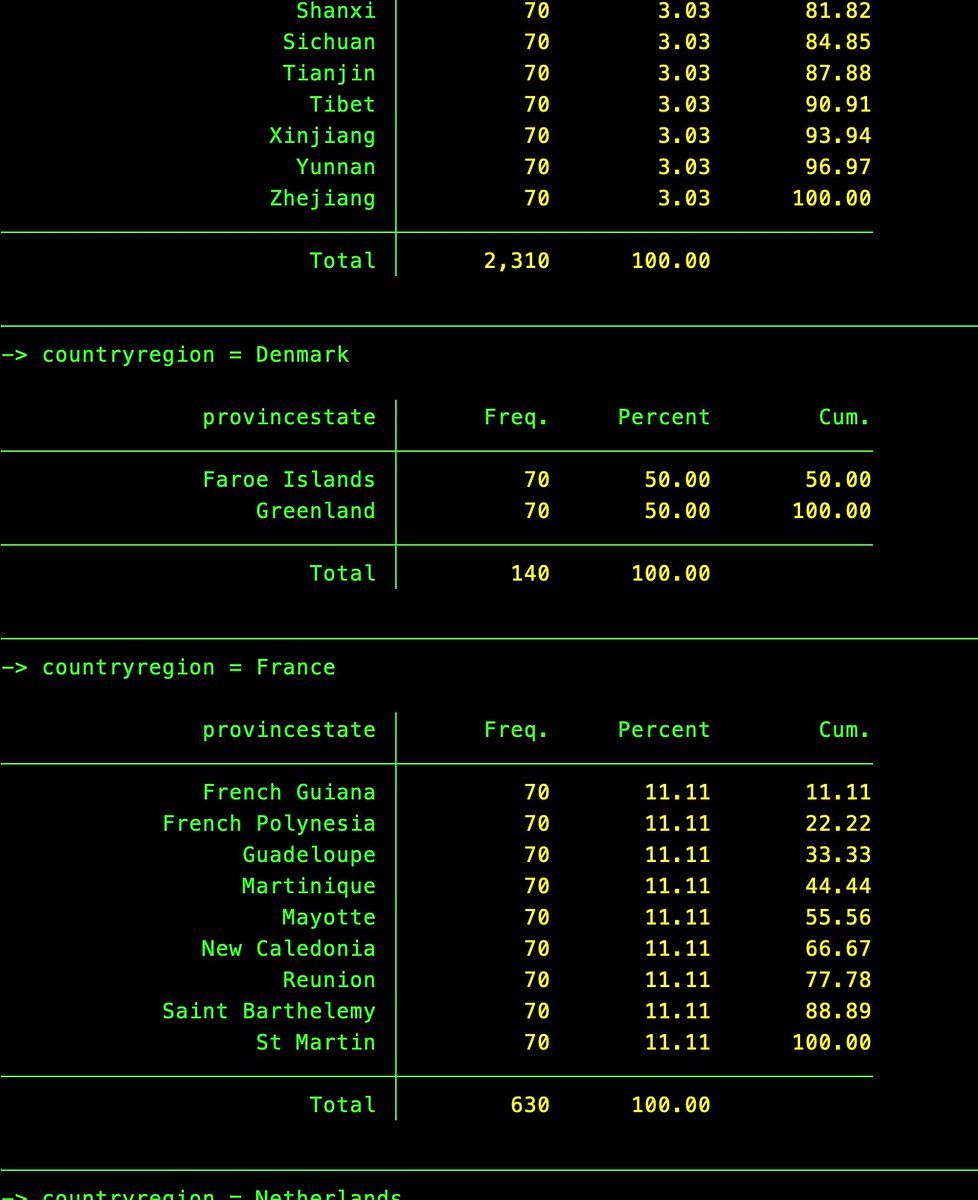 Shanxi 70 3.03 81.82
Sichuan 70 3.03 84.85
Tianjin 70 3.03 87.88
Tibet 70 3.03 90.91
Xinjiang 70 3.03 93.94
Yunnan 70 3.03 96.97
Zhejiang 70 3.03 100.00
Total 2,310 100.00
-> countryregion = Denmark
provincestate Freq. Percent Cum.
Faroe Islands 70 50.00 50.00
Greenland 70 50.00 100.00
Total 140 100.00
-> countryregion = France
provincestate Freq. Percent Cum.
French Guiana 70 11.11 11.11
French Polynesia 70 11.11 22.22
Guadeloupe 70 11.11 33.33
Martinique 70 11.11 44.44
Mayotte 70 11.11 55.56
New Caledonia 70 11.11 66.67
Reunion 70 11.11 77.78
Saint Barthelemy 70 11.11 88.89
St Martin 70 11.11 100.00
Total 630 100.00
-> countryregion = Netherlands